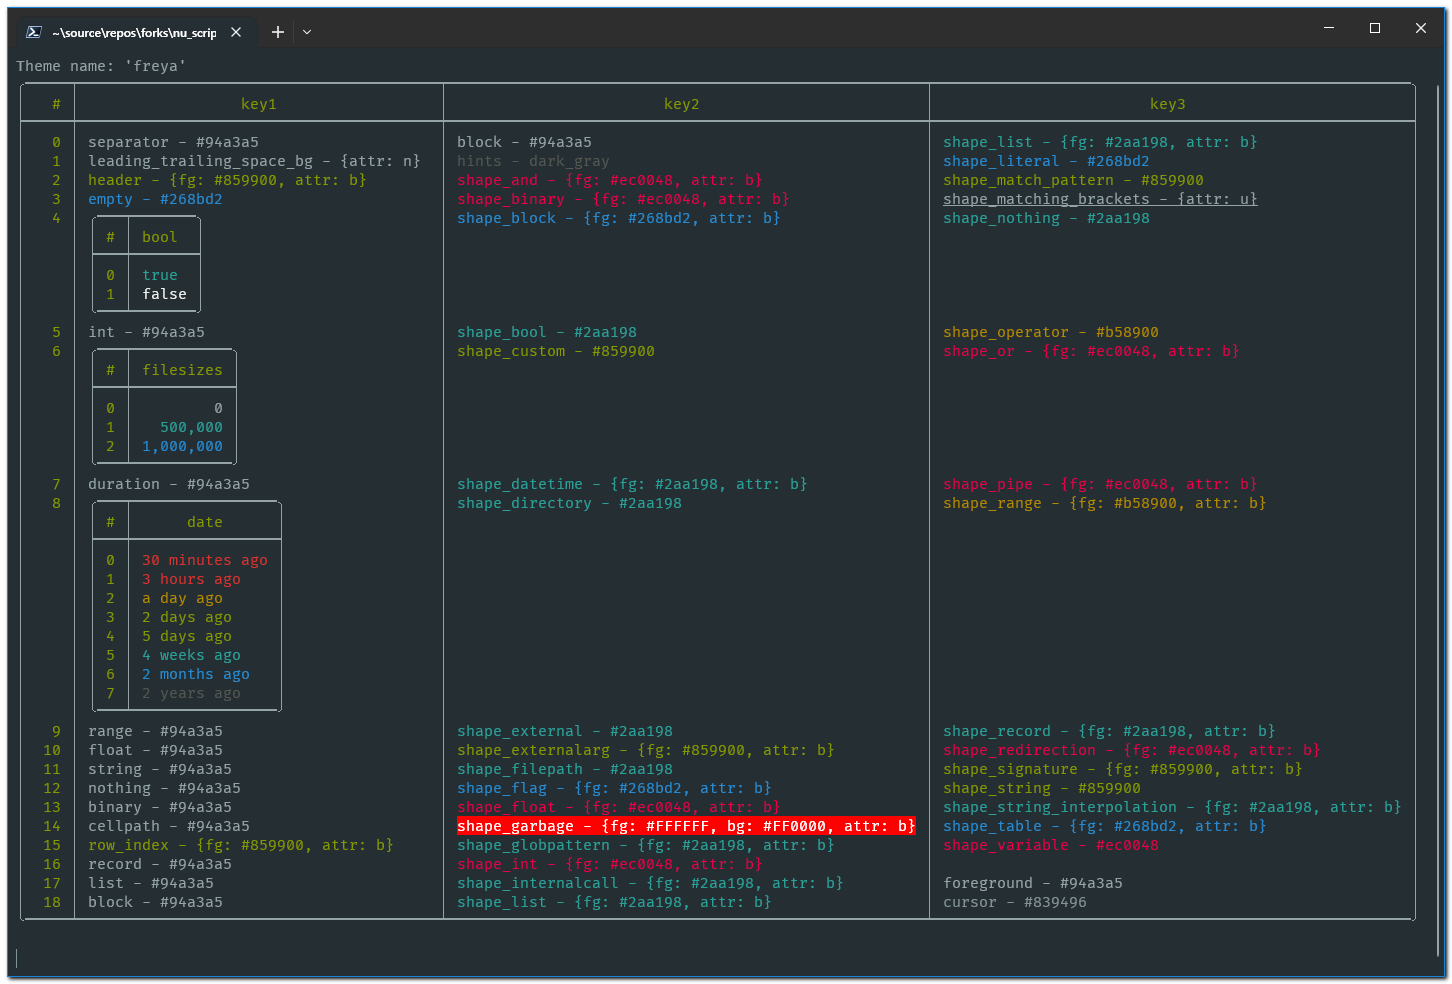 ~\source\repos\forks\nu_scrip
Theme name: 'freya'
# key1 key2 key3
0 separator - #94a3a5 block - #94a3a5 shape_list - {fg: #2aa198, attr: b}
1 leading_trailing_space_bg - {attr: n} hints - dark_gray shape_literal - #268bd2
2 header - {fg: #859900, attr: b} shape_and - {fg: #ec0048, attr: b} shape_match_pattern - #859900
3 empty - #268bd2 shape_binary - {fg: #ec0048, attr: b} shape_matching_brackets - {attr: u}
4 shape_block - {fg: #268bd2, attr: b} shape_nothing - #2aa198
# bool
0 true
1 false
5 int - #94a3a5 shape_bool - #2aa198 shape_operator - #b58900
6 shape_custom - #859900 shape_or - {fg: #ec0048, attr: b}
# filesizes
0 0
1 500,000
2 1,000,000
7 duration - #94a3a5 shape_datetime - {fg: #2aa198, attr: b} shape_pipe - {fg: #ec0048, attr: b}
8 shape_directory - #2aa198 shape_range - {fg: #b58900, attr: b}
# date
0 30 minutes ago
1 3 hours ago
2 a day ago
3 2 days ago
4 5 days ago
5 4 weeks ago
6 2 months ago
7 2 years ago
9 range - #94a3a5 shape_external - #2aa198 shape_record - {fg: #2aa198, attr: b}
10 float - #94a3a5 shape_externalarg - {fg: #859900, attr: b} shape_redirection - {fg: #ec0048, attr: b}
11 string - #94a3a5 shape_filepath - #2aa198 shape_signature - {fg: #859900, attr: b}
12 nothing - #94a3a5 shape_flag - {fg: #268bd2, attr: b} shape_string - #859900
13 binary - #94a3a5 shape_float - {fg: #ec0048, attr: b} shape_string_interpolation - {fg: #2aa198, attr: b}
14 cellpath - #94a3a5 shape_garbage - {fg: #FFFFFF, bg: #FF0000, attr: b} shape_table - {fg: #268bd2, attr: b}
15 row_index - {fg: #859900, attr: b} shape_globpattern - {fg: #2aa198, attr: b} shape_variable - #ec0048
16 record - #94a3a5 shape_int - {fg: #ec0048, attr: b}
17 list - #94a3a5 shape_internalcall - {fg: #2aa198, attr: b} foreground - #94a3a5
18 block - #94a3a5 shape_list - {fg: #2aa198, attr: b} cursor - #839496